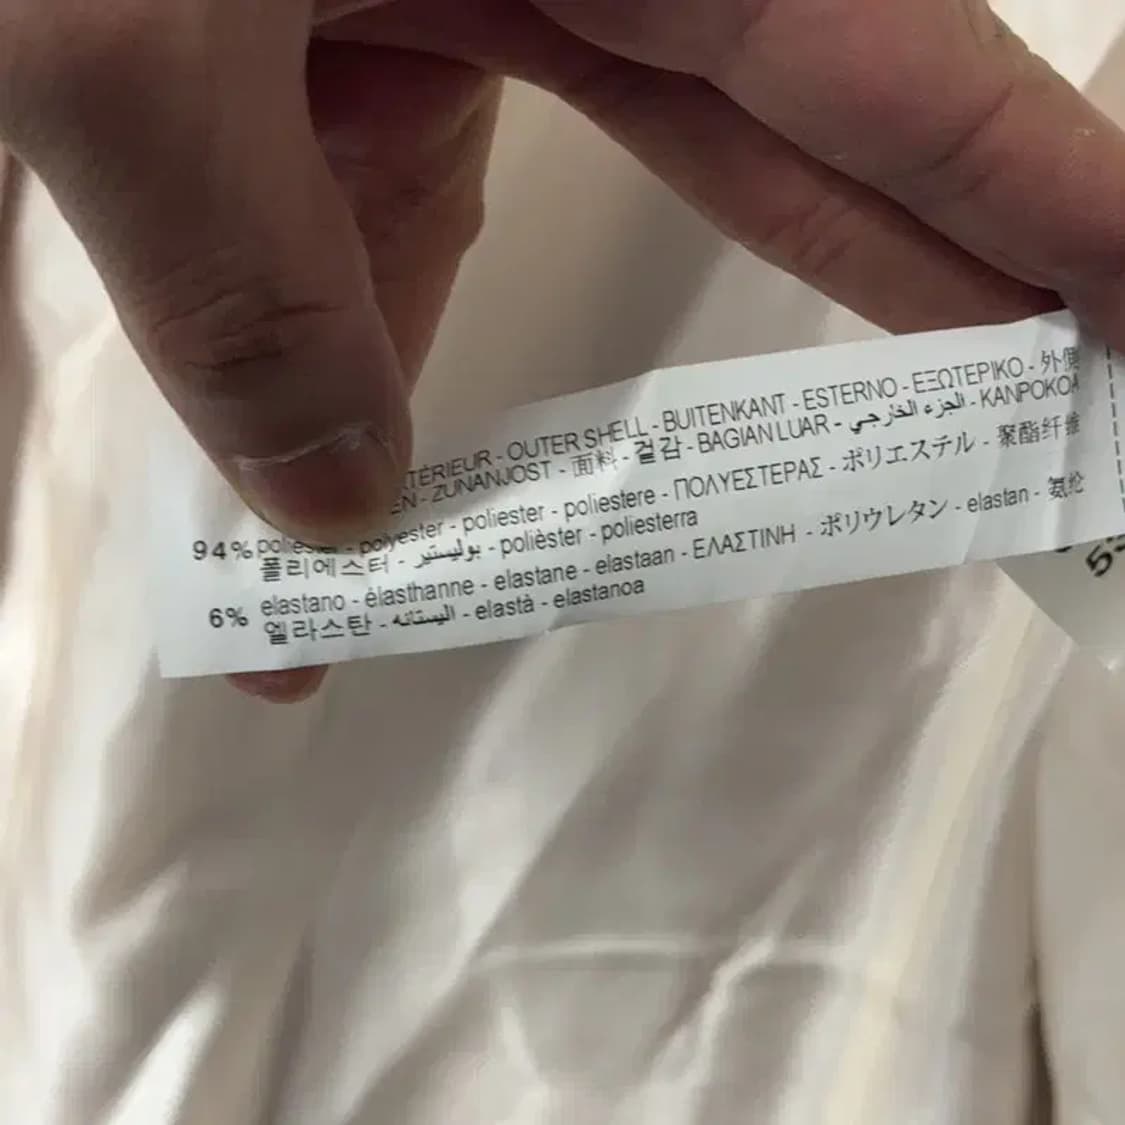 OUTER SHELL - BUITENKANT - ESTERNO - ΕΞΩΤΕΡΙΚΟ - 外側
- ZUNANJOST - 面料 - 겉감 - BAGIAN LUAR - الجزء الخارجي - KANPOKOA
94% poliéster - polyester - poliester - poliestere - ΠΟΛΥΕΣΤΕΡΑΣ - ポリエステル - 聚酯纤维
폴리에스터 - بوليستير - polièster - poliesterra
6% elastano - élasthanne - elastane - elastaan - ΕΛΑΣΤΙΝΗ - ポリウレタン - elastan - 氨纶
엘라스탄 - اليستانه - elastà - elastanoa